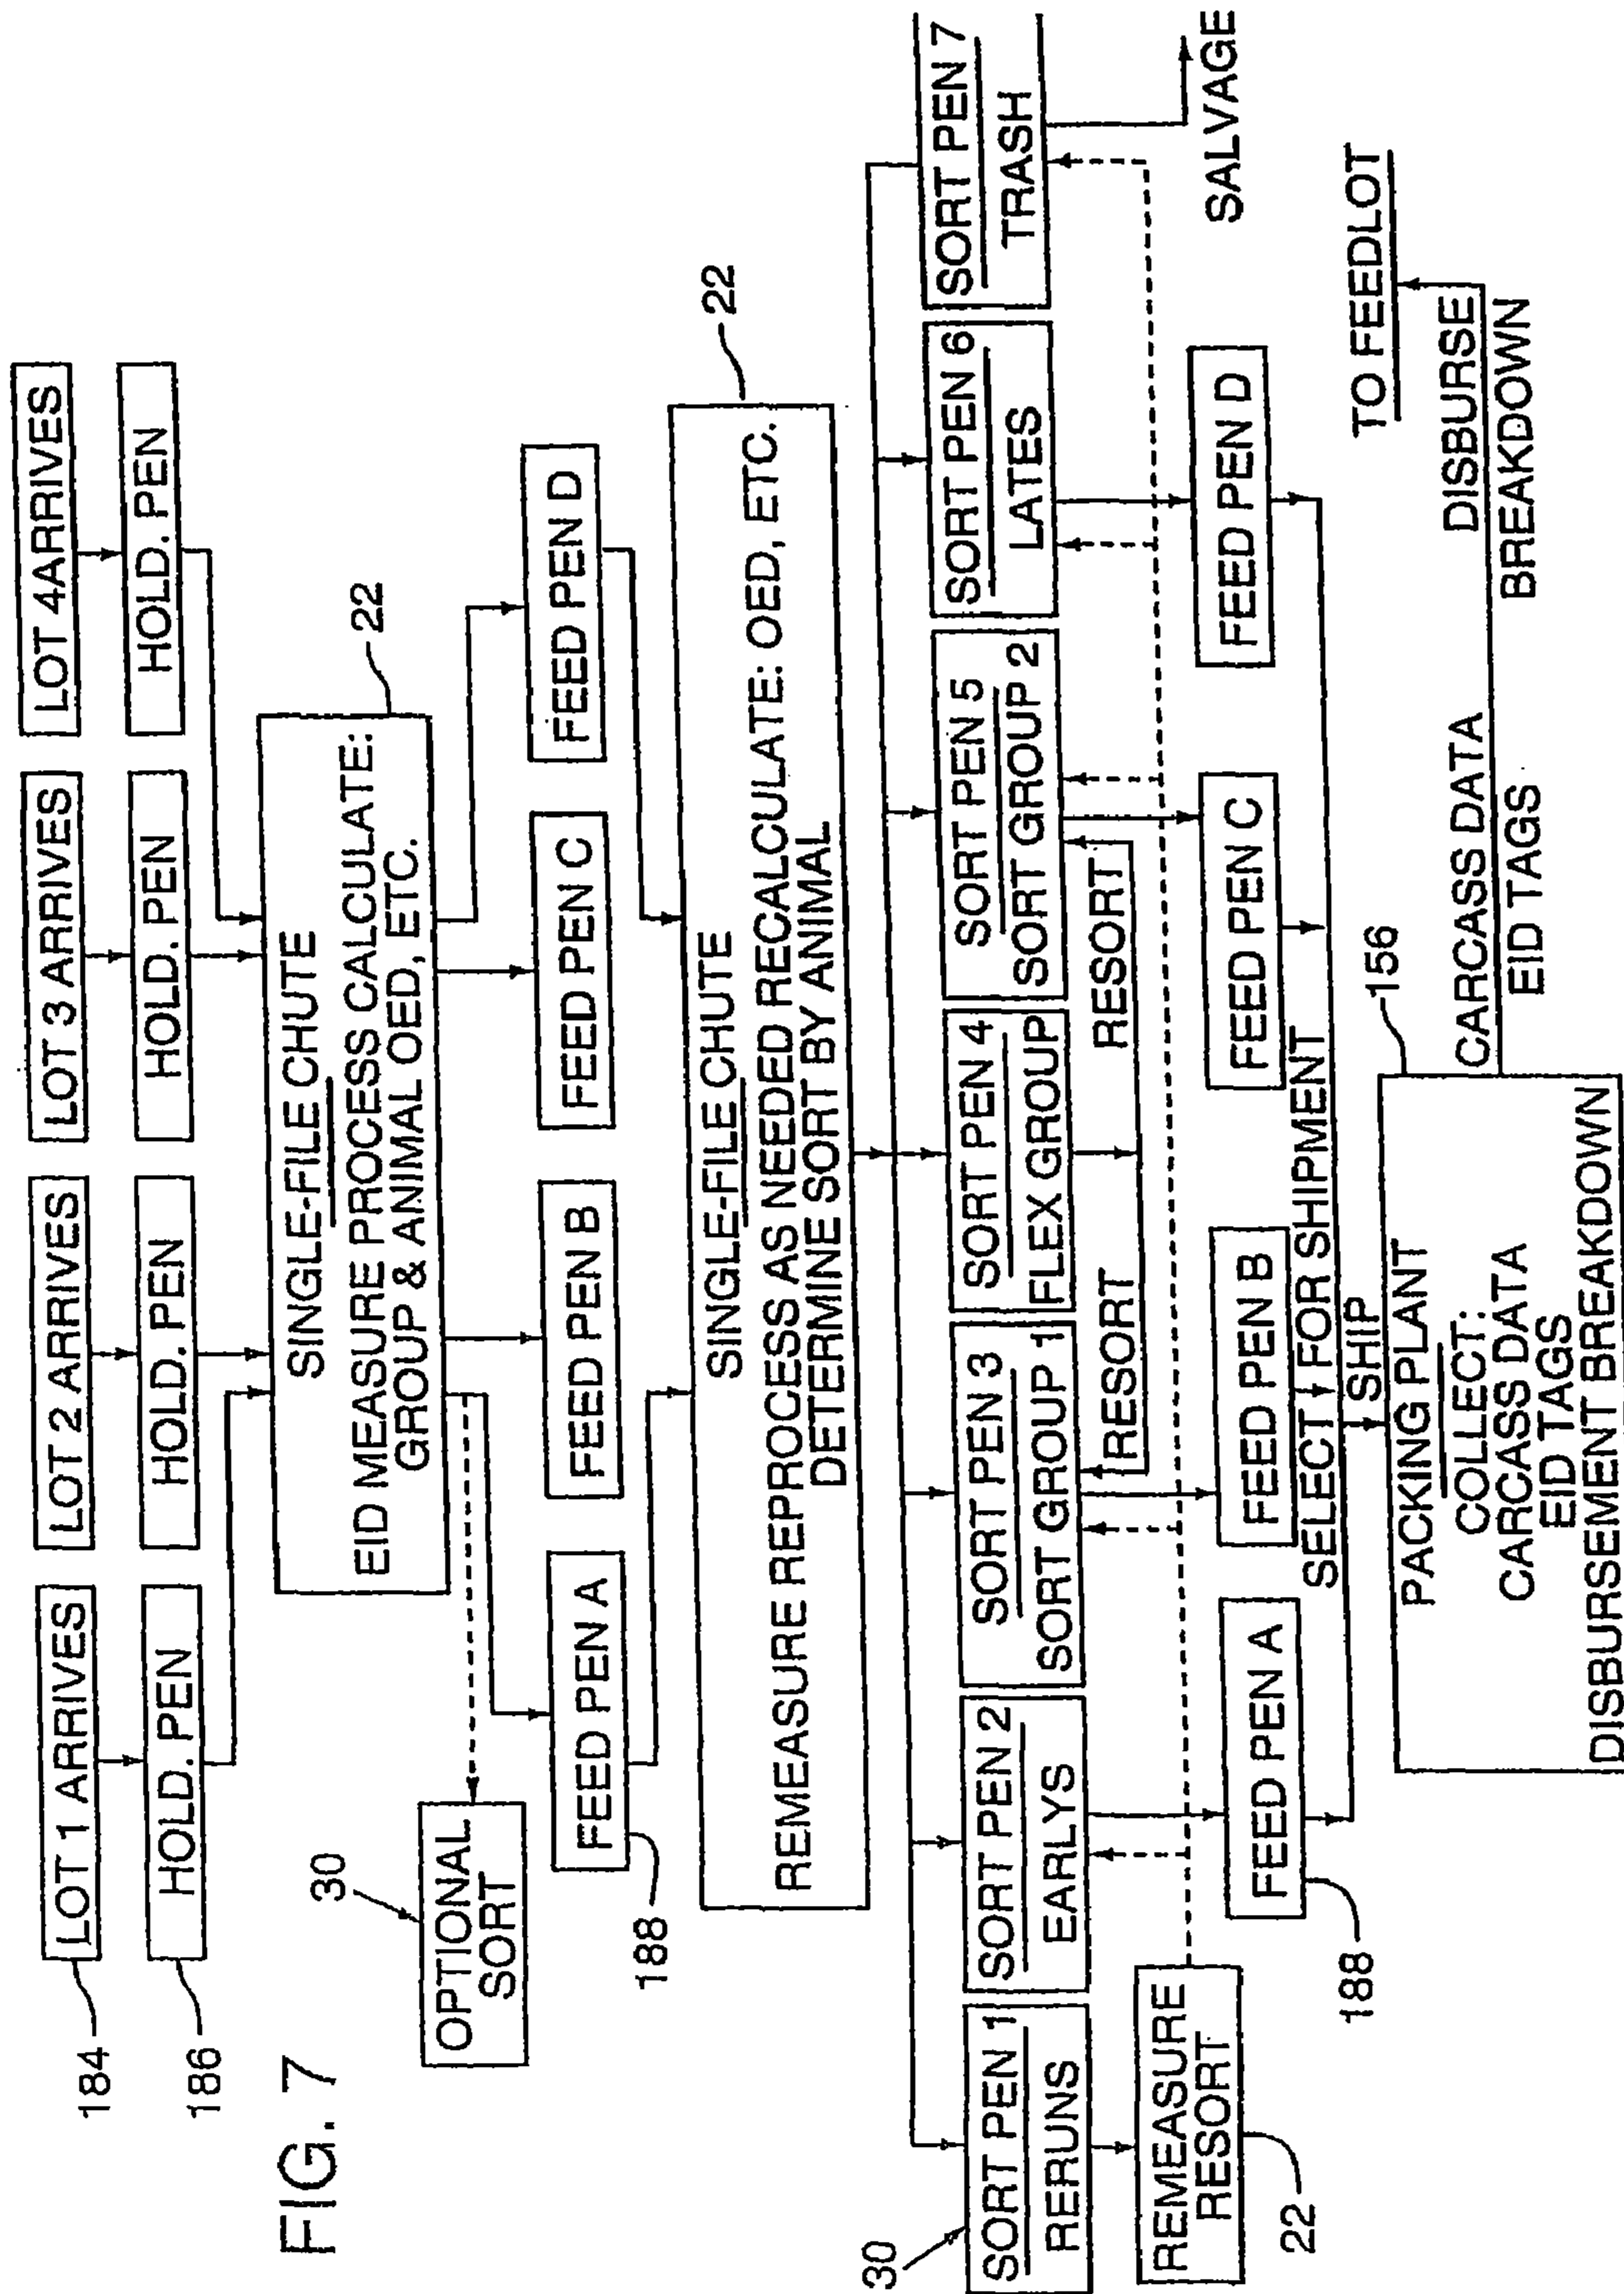 FIG. 7
184
LOT 1 ARRIVES
LOT 2 ARRIVES
LOT 3 ARRIVES
LOT 4ARRIVES
186
HOLD. PEN
HOLD. PEN
HOLD. PEN
HOLD. PEN
SINGLE-FILE CHUTE
EID MEASURE PROCESS CALCULATE:
GROUP & ANIMAL OED, ETC.
22
30
OPTIONAL
SORT
FEED PEN A
FEED PEN B
FEED PEN C
FEED PEN D
188
SINGLE-FILE CHUTE
REMEASURE REPROCESS AS NEEDED RECALCULATE: OED, ETC.
DETERMINE SORT BY ANIMAL
22
30
SORT PEN 1
RERUNS
SORT PEN 2
EARLYS
SORT PEN 3
SORT GROUP 1
SORT PEN 4
FLEX GROUP
SORT PEN 5
SORT GROUP 2
SORT PEN 6
LATES
SORT PEN 7
TRASH
RESORT
RESORT
REMEASURE
RESORT
22
SALVAGE
FEED PEN A
FEED PEN B
FEED PEN C
FEED PEN D
188
SELECT FOR SHIPMENT
SHIP
156
PACKING PLANT
COLLECT:
CARCASS DATA
EID TAGS
DISBURSEMENT BREAKDOWN
CARCASS DATA
EID TAGS
DISBURSE
BREAKDOWN
TO FEEDLOT